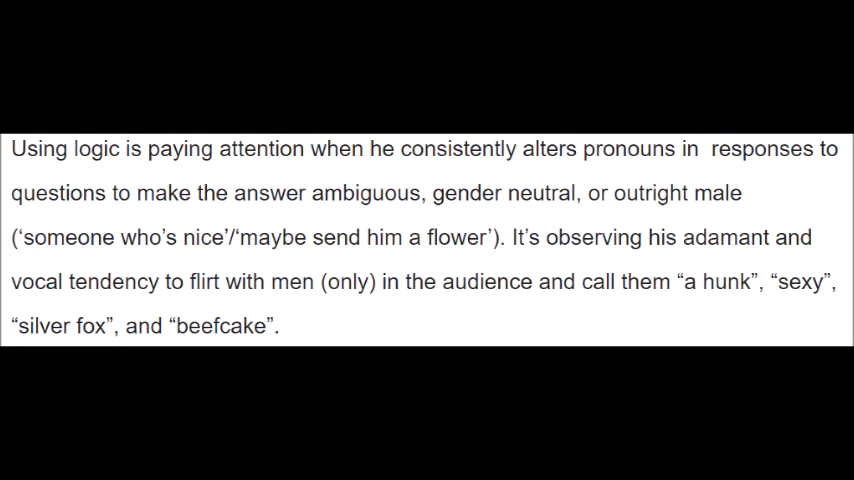 Using logic is paying attention when he consistently alters pronouns in  responses to
questions to make the answer ambiguous, gender neutral, or outright male
(‘someone who’s nice’/‘maybe send him a flower’). It’s observing his adamant and
vocal tendency to flirt with men (only) in the audience and call them “a hunk”, “sexy”,
“silver fox”, and “beefcake”.